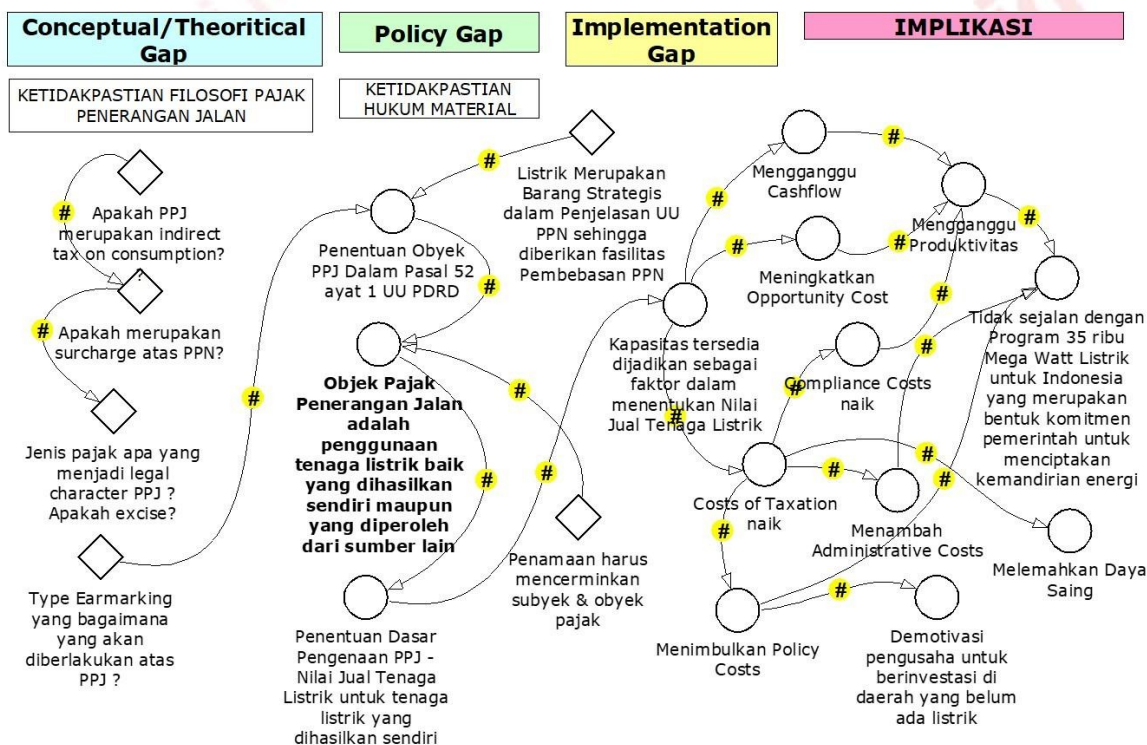 Conceptual/Theoritical
Gap
Policy Gap
Implementation
Gap
IMPLIKASI
KETIDAKPASTIAN FILOSOFI PAJAK
PENERANGAN JALAN
KETIDAKPASTIAN
HUKUM MATERIAL
#
Apakah PPJ
merupakan indirect
tax on consumption?
?
#
Apakah merupakan
surcharge atas PPN?
Jenis pajak apa yang
menjadi legal
character PPJ ?
Apakah excise?
Type Earmarking
yang bagaimana
yang akan
diberlakukan atas
PPJ ?
#
#
Penentuan Obyek
PPJ Dalam Pasal 52
ayat 1 UU PDRD
#
Listrik Merupakan
Barang Strategis
dalam Penjelasan UU
PPN sehingga
diberikan fasilitas
Pembebasan PPN
Objek Pajak
Penerangan Jalan
adalah
penggunaan
tenaga listrik baik
yang dihasilkan
sendiri maupun
yang diperoleh
dari sumber lain
#
#
#
Penamaan harus
mencerminkan
subyek & obyek
pajak
Penentuan Dasar
Pengenaan PPJ -
Nilai Jual Tenaga
Listrik untuk tenaga
listrik yang
dihasilkan sendiri
#
Mengganggu
Cashflow
#
Mengganggu
Produktivitas
#
#
Meningkatkan
Opportunity Cost
#
Kapasitas tersedia
dijadikan sebagai
faktor dalam
menentukan Nilai
Jual Tenaga Listrik
#
#
Compliance Costs
naik
#
#
Tidak sejalan dengan
Program 35 ribu
Mega Watt Listrik
untuk Indonesia
yang merupakan
bentuk komitmen
pemerintah untuk
menciptakan
kemandirian energi
Costs of Taxation
naik
#
#
#
#
Menambah
Administrative Costs
Melemahkan Daya
Saing
#
Menimbulkan Policy
Costs
#
Demotivasi
pengusaha untuk
berinvestasi di
daerah yang belum
ada listrik